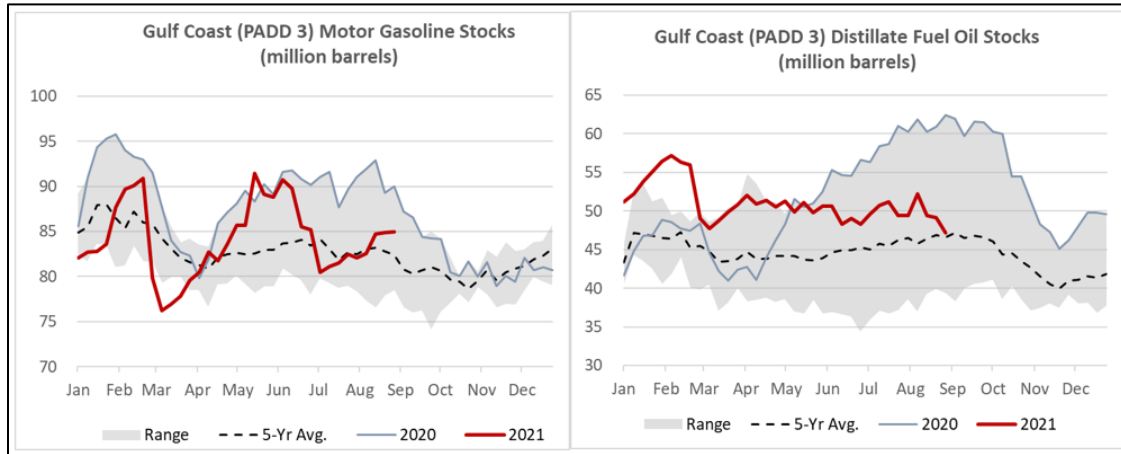 Gulf Coast (PADD 3) Motor Gasoline Stocks
(million barrels)
100
95
90
85
80
75
70
Jan Feb Mar Apr May Jun Jul Aug Sep Oct Nov Dec
Range 5-Yr Avg. 2020 2021
Gulf Coast (PADD 3) Distillate Fuel Oil Stocks
(million barrels)
65
60
55
50
45
40
35
30
Jan Feb Mar Apr May Jun Jul Aug Sep Oct Nov Dec
Range 5-Yr Avg. 2020 2021